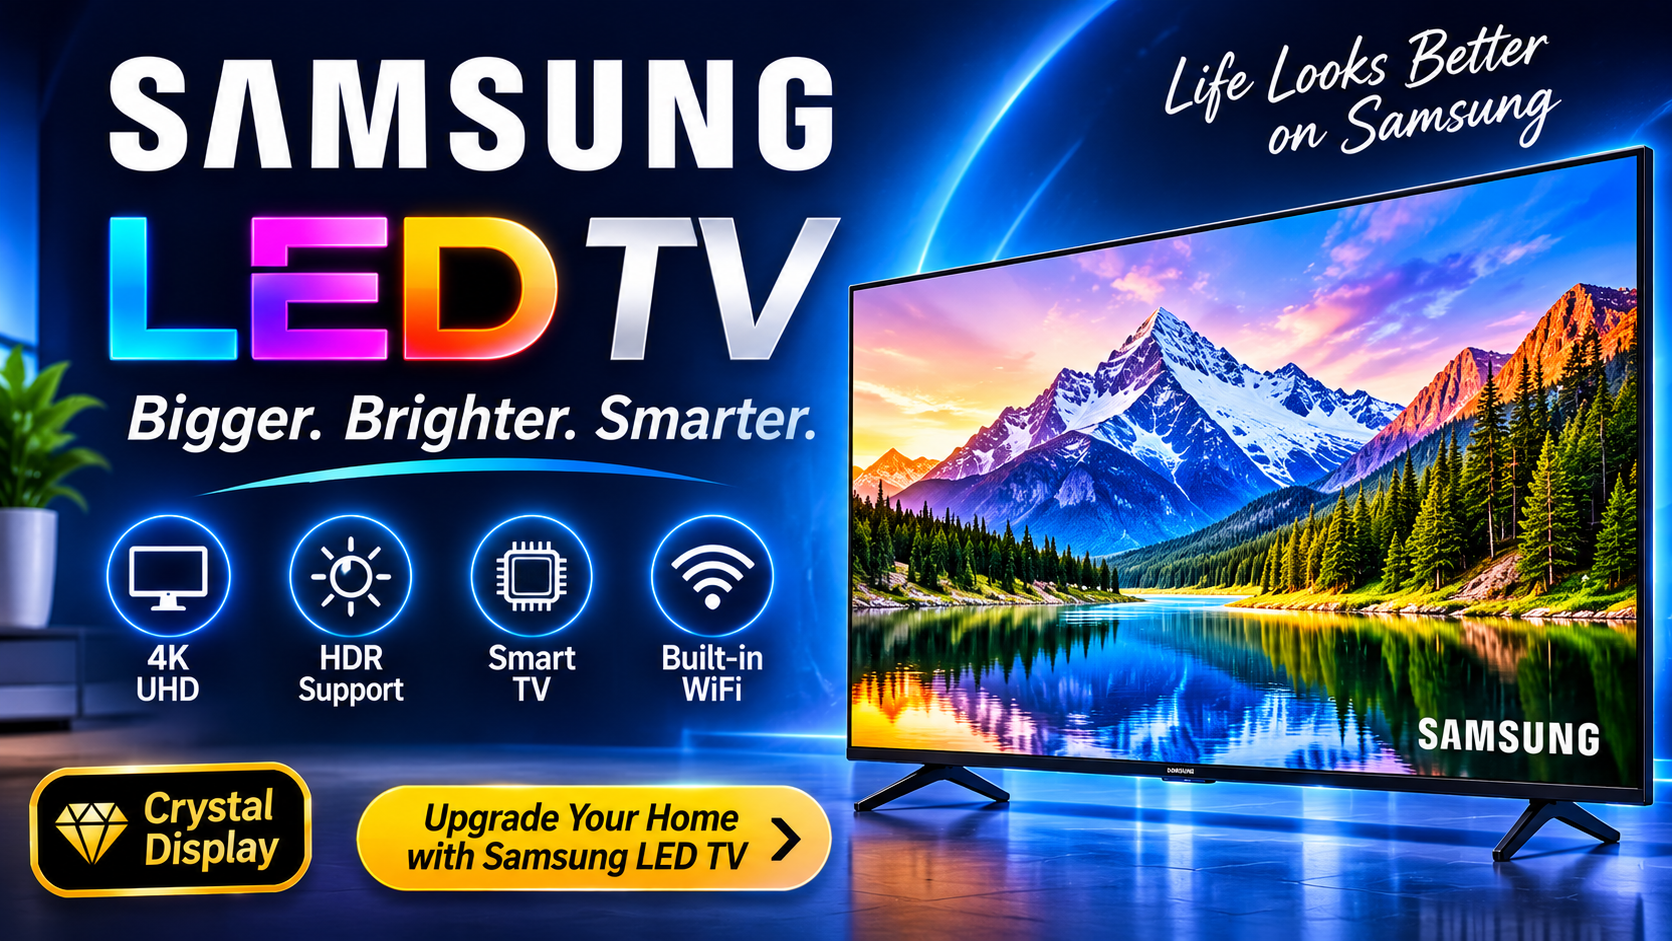 SAMSUNG
LED TV
Bigger. Brighter. Smarter.
4K
UHD
HDR
Support
Smart
TV
Built-in
WiFi
Crystal
Display
Upgrade Your Home
with Samsung LED TV
Life Looks Better
on Samsung
SAMSUNG